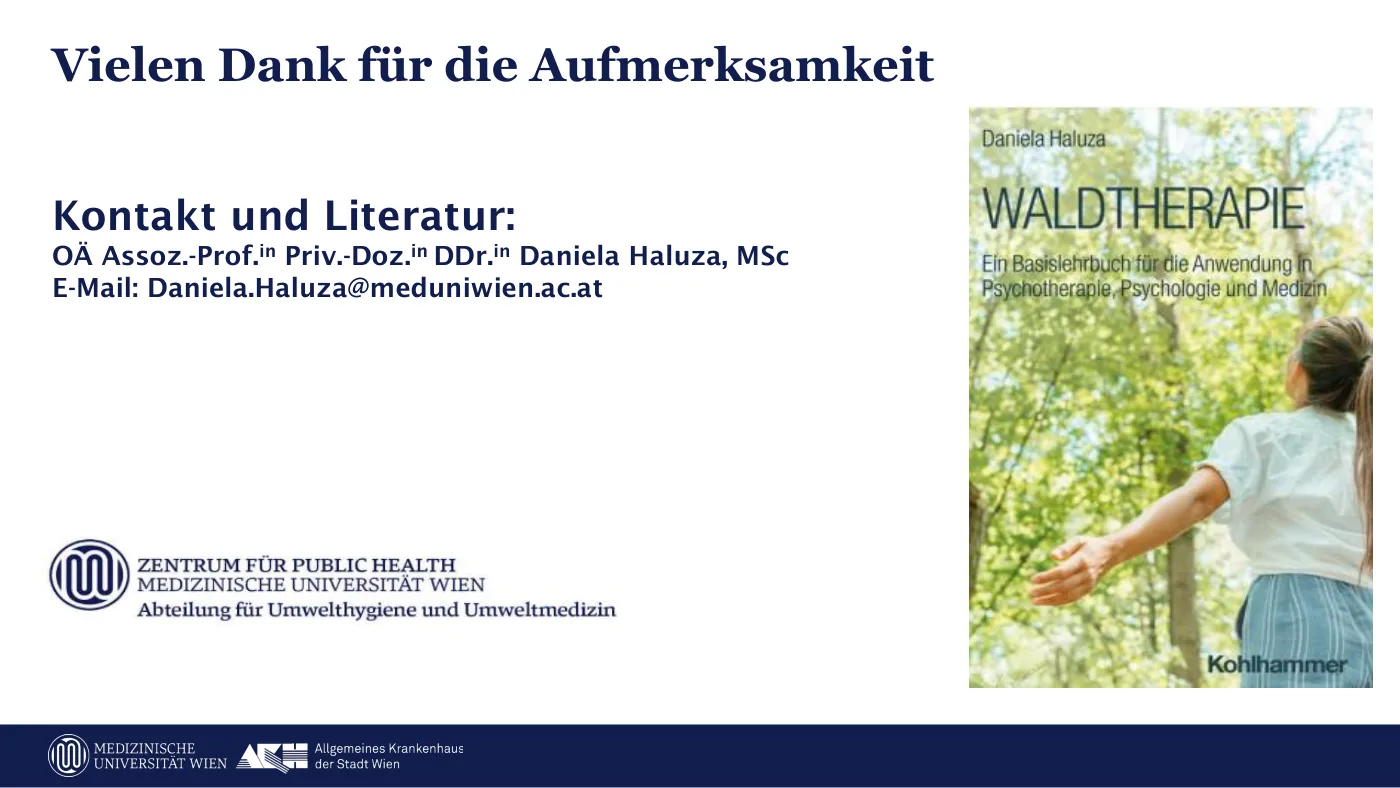 Vielen Dank für die Aufmerksamkeit
Kontakt und Literatur:
OÄ Assoz.-Prof.ⁱⁿ Priv.-Doz.ⁱⁿ DDr.ⁱⁿ Daniela Haluza, MSc
E-Mail: Daniela.Haluza@meduniwien.ac.at
Daniela Haluza
WALDTHERAPIE
Ein Basislehrbuch für die Anwendung in
Psychotherapie, Psychologie und Medizin
Kohlhammer
ZENTRUM FÜR PUBLIC HEALTH
MEDIZINISCHE UNIVERSITÄT WIEN
Abteilung für Umwelthygiene und Umweltmedizin
MEDIZINISCHE
UNIVERSITÄT WIEN
AKH
Allgemeines Krankenhaus
der Stadt Wien